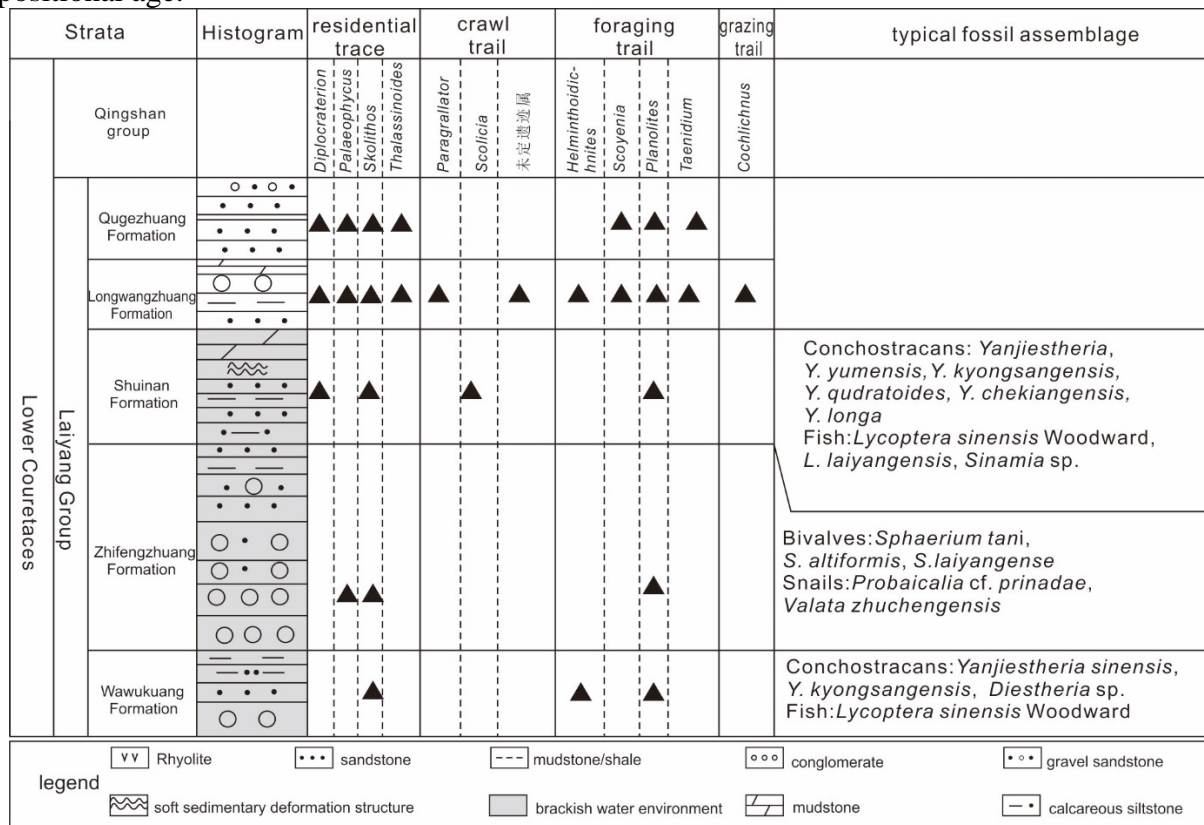 positional age.
Strata
Histogram
residential trace
crawl trail
foraging trail
grazing trail
typical fossil assemblage
Qingshan group
Diplocraterion
Palaeophycus
Skolithos
Thalassinoides
Paragrallator
Scolicia
未定遗迹属
Helminthoidic-
hnites
Scoyenia
Planolites
Taenidium
Cochlichnus
Lower Couretaces
Laiyang Group
Qugezhuang
Formation
Longwangzhuang
Formation
Shuinan
Formation
Conchostracans: Yanjiestheria,
Y. yumensis, Y. kyongsangensis,
Y. qudratoides, Y. chekiangensis,
Y. longa
Fish:Lycoptera sinensis Woodward,
L. laiyangensis, Sinamia sp.
Zhifengzhuang
Formation
Bivalves:Sphaerium tani,
S. altiformis, S.laiyangense
Snails:Probaicalia cf. prinadae,
Valata zhuchengensis
Wawukuang
Formation
Conchostracans:Yanjiestheria sinensis,
Y. kyongsangensis, Diestheria sp.
Fish:Lycoptera sinensis Woodward
legend
Rhyolite
sandstone
mudstone/shale
conglomerate
gravel sandstone
soft sedimentary deformation structure
brackish water environment
mudstone
calcareous siltstone